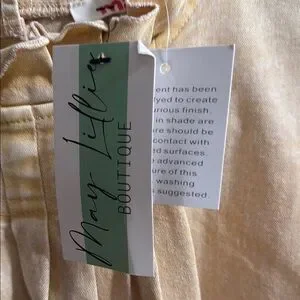 May Lillie
BOUTIQUE
ent has been
dyed to create
urious finish.
in shade are
re should be
contact with
d surfaces
advanced
ure of this
washing
suggested.